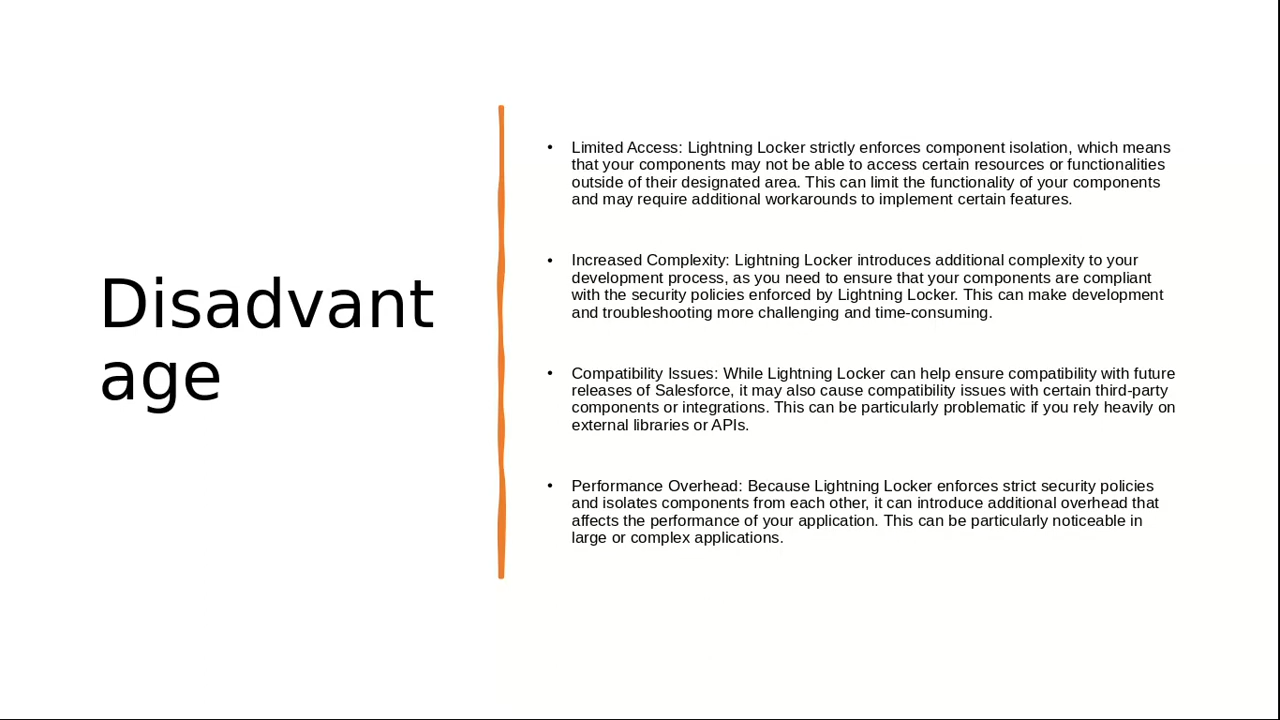 Disadvant
age
• Limited Access: Lightning Locker strictly enforces component isolation, which means
that your components may not be able to access certain resources or functionalities
outside of their designated area. This can limit the functionality of your components
and may require additional workarounds to implement certain features.
• Increased Complexity: Lightning Locker introduces additional complexity to your
development process, as you need to ensure that your components are compliant
with the security policies enforced by Lightning Locker. This can make development
and troubleshooting more challenging and time-consuming.
• Compatibility Issues: While Lightning Locker can help ensure compatibility with future
releases of Salesforce, it may also cause compatibility issues with certain third-party
components or integrations. This can be particularly problematic if you rely heavily on
external libraries or APIs.
• Performance Overhead: Because Lightning Locker enforces strict security policies
and isolates components from each other, it can introduce additional overhead that
affects the performance of your application. This can be particularly noticeable in
large or complex applications.